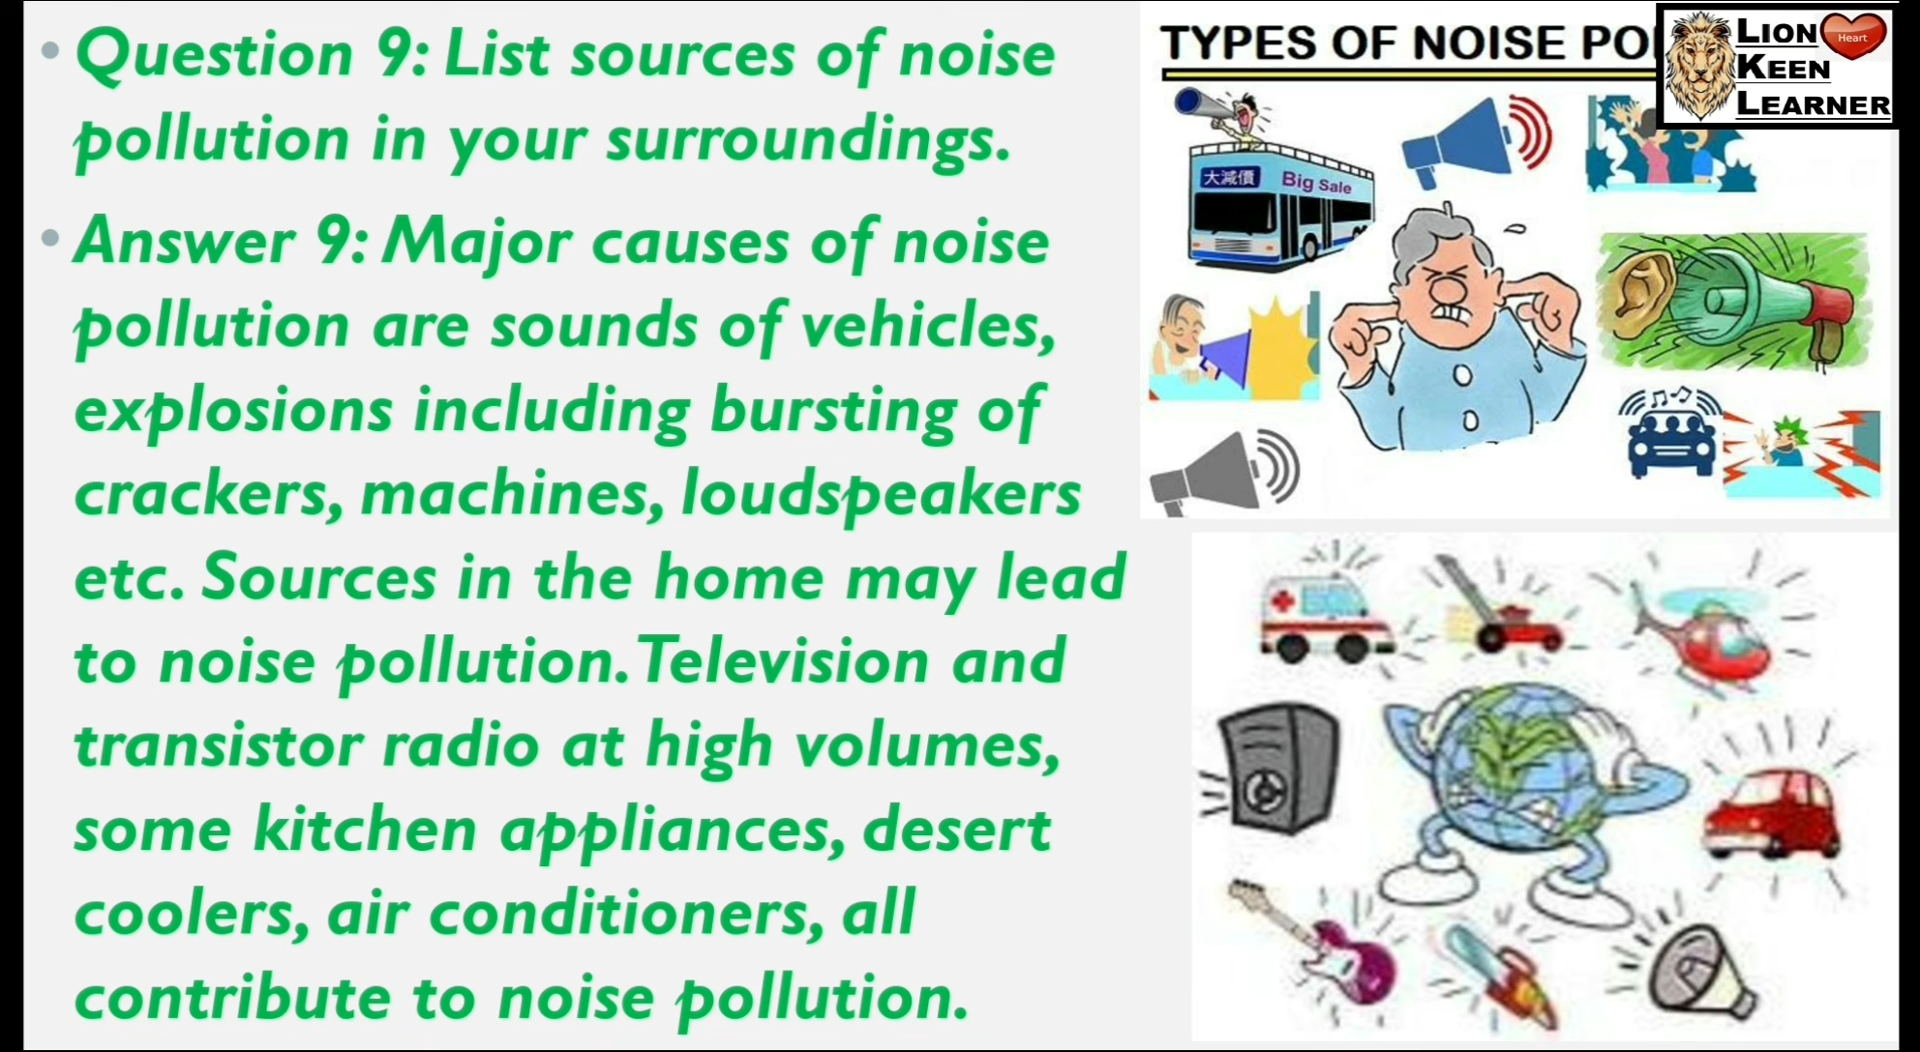 • Question 9: List sources of noise
pollution in your surroundings.
• Answer 9: Major causes of noise
pollution are sounds of vehicles,
explosions including bursting of
crackers, machines, loudspeakers
etc. Sources in the home may lead
to noise pollution. Television and
transistor radio at high volumes,
some kitchen appliances, desert
coolers, air conditioners, all
contribute to noise pollution.
TYPES OF NOISE
大減價 Big Sale
LION
Heart
KEEN
LEARNER